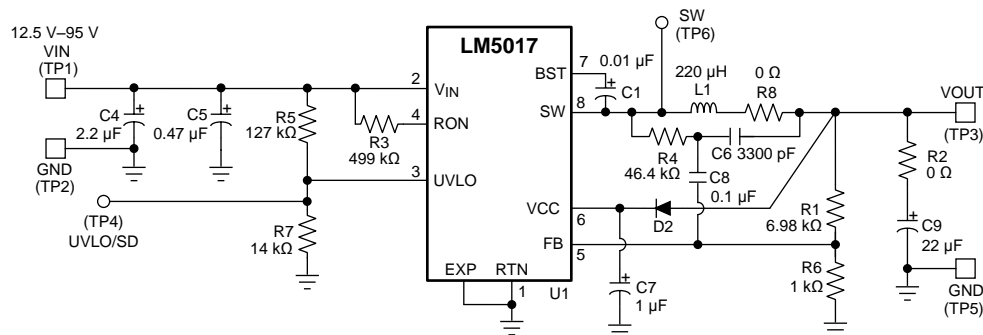 12.5 V–95 V
VIN
(TP1)
GND
(TP2)
C4
2.2 µF
+
C5
0.47 µF
+
R5
127 kΩ
R3
499 kΩ
(TP4)
UVLO/SD
R7
14 kΩ
LM5017
2
VIN
4
RON
3
UVLO
EXP
RTN
1
U1
BST
7
SW
8
VCC
6
FB
5
0.01 µF
+
C1
SW
(TP6)
220 µH
L1
0 Ω
R8
R4
46.4 kΩ
C6
3300 pF
C8
0.1 µF
D2
+
C7
1 µF
R1
6.98 kΩ
R6
1 kΩ
VOUT
(TP3)
R2
0Ω
+
C9
22 µF
GND
(TP5)